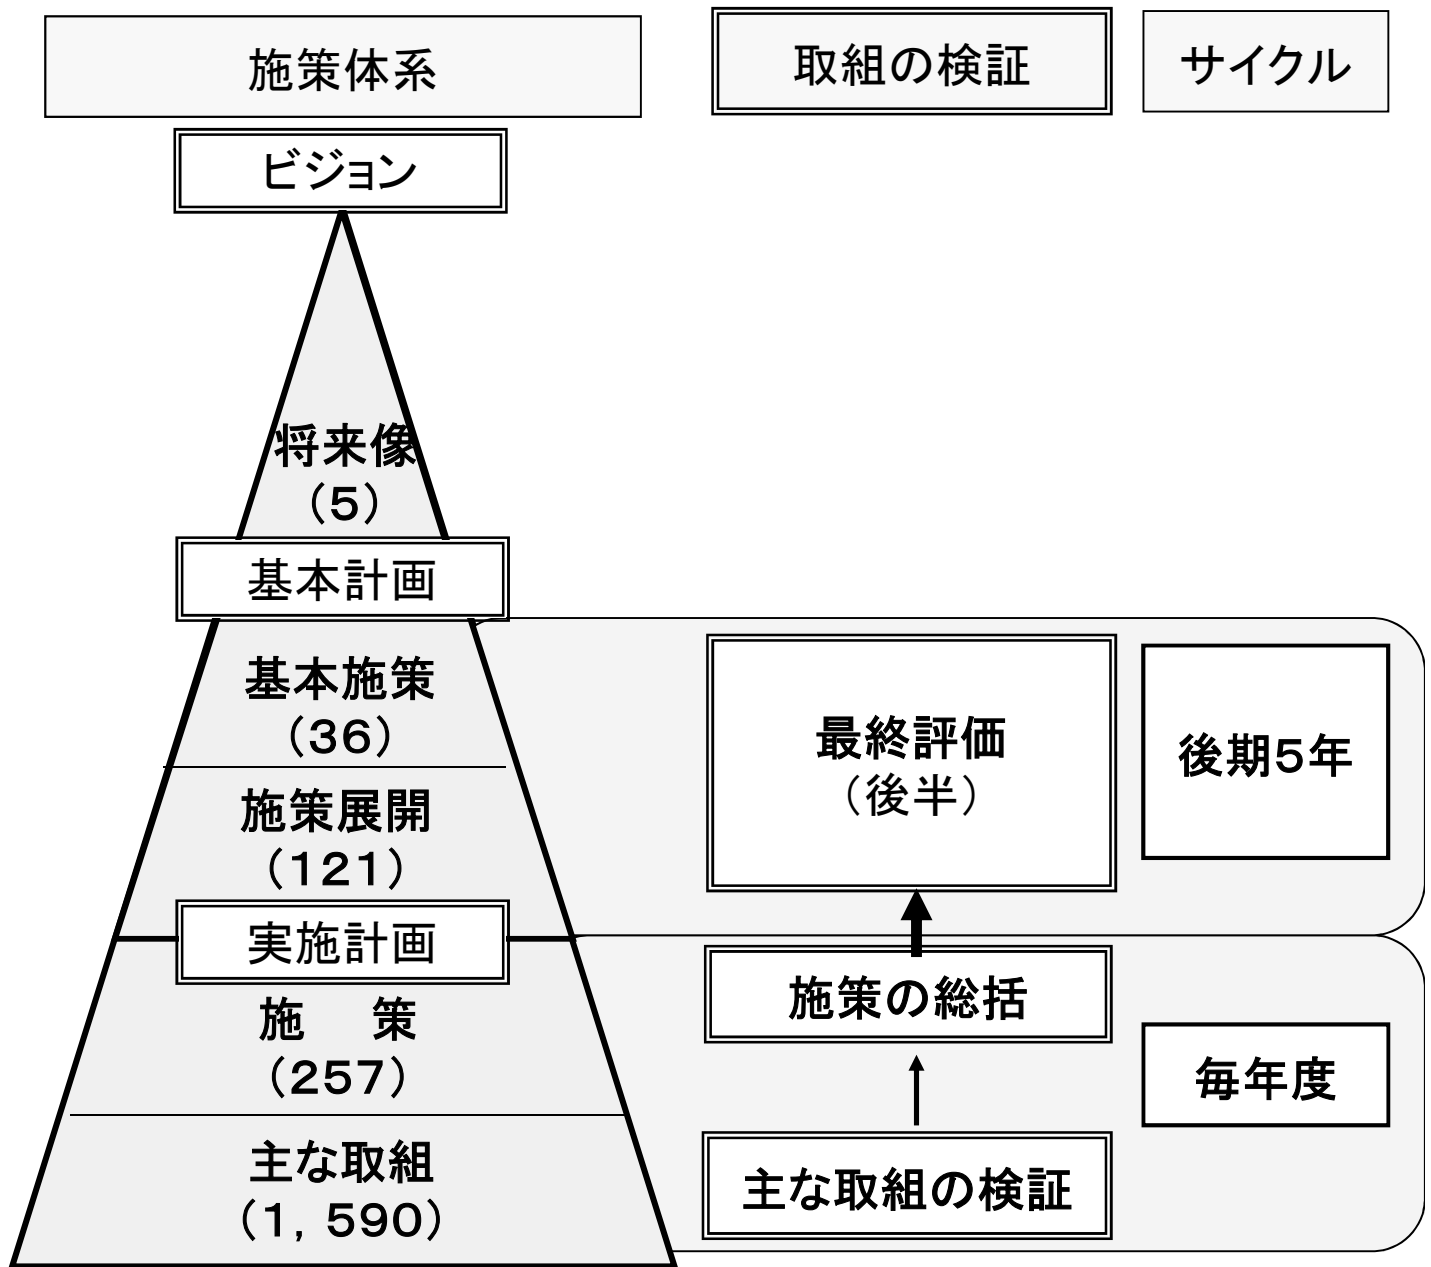 施策体系
取組の検証
サイクル
ビジョン
将来像
（５）
基本計画
基本施策
（３６）
施策展開
（１２１）
最終評価
（後半）
後期５年
実施計画
施　策
（２５７）
主な取組
（１，５９０）
施策の総括
主な取組の検証
毎年度